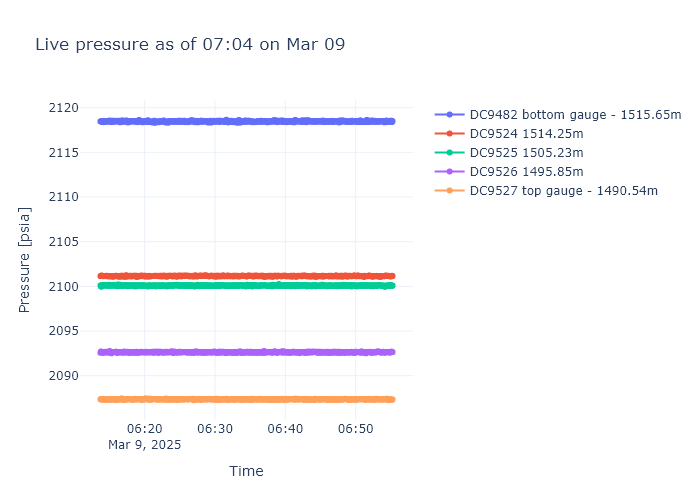 Live pressure as of 07:04 on Mar 09
2120
2115
2110
2105
2100
2095
2090
Pressure [psia]
06:20
06:30
06:40
06:50
Mar 9, 2025
Time
DC9482 bottom gauge - 1515.65m
DC9524 1514.25m
DC9525 1505.23m
DC9526 1495.85m
DC9527 top gauge - 1490.54m